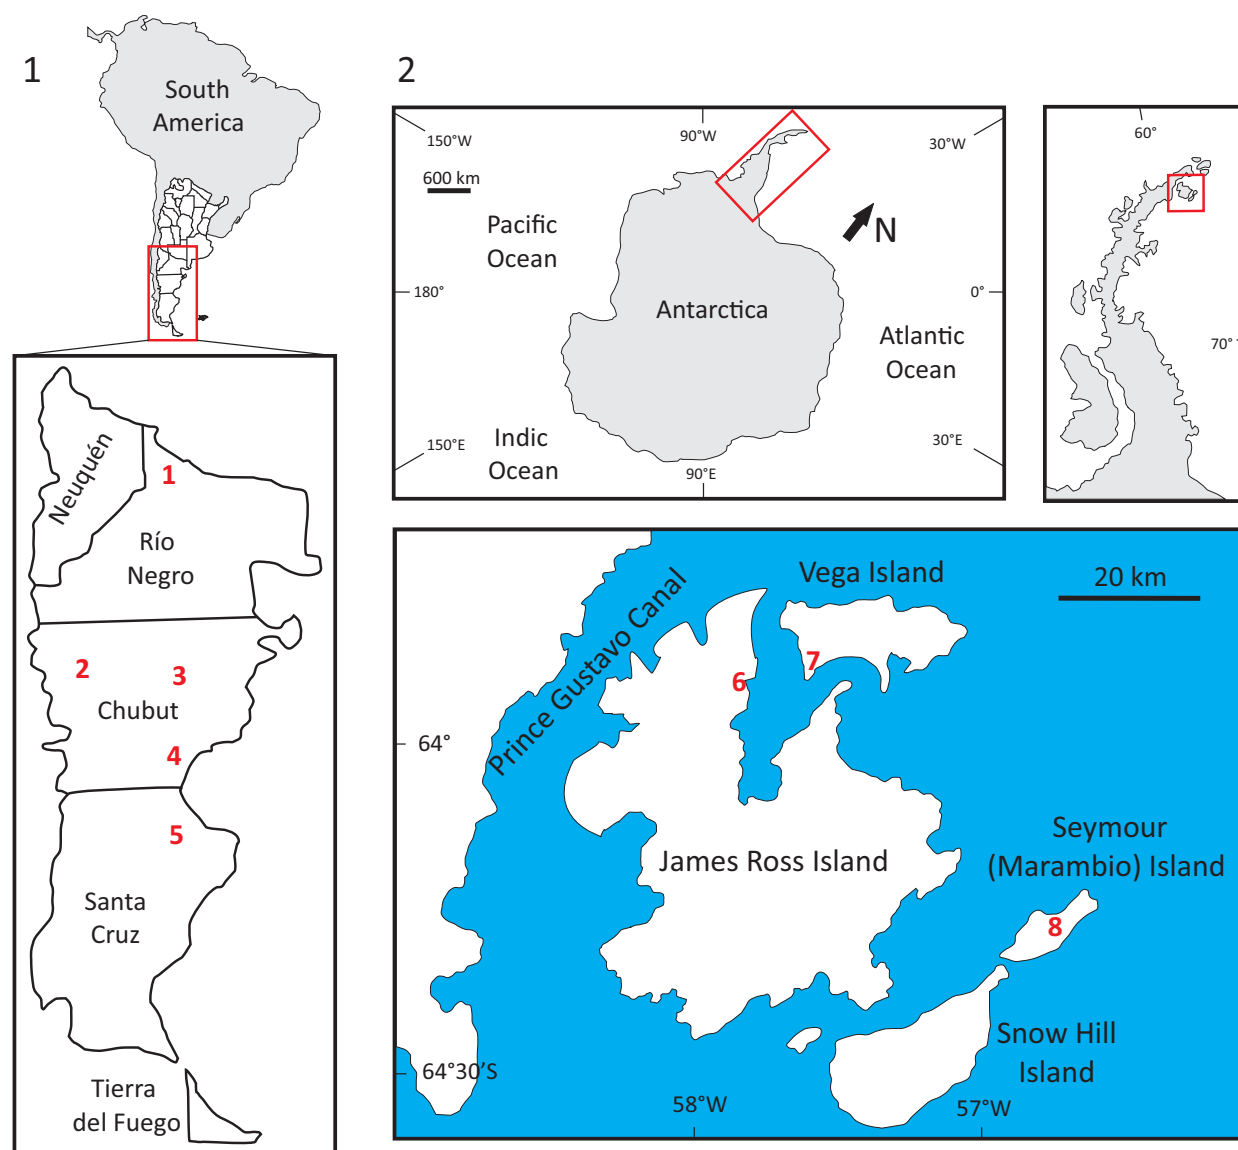 1
South
America
Neuquén
1
Río
Negro
2
3
Chubut
4
5
Santa
Cruz
Tierra
del Fuego
2
150°W
90°W
30°W
600 km
N
Pacific
Ocean
180°
Antarctica
0°
Atlantic
Ocean
Indic
Ocean
150°E
90°E
30°E
60°
70°
Prince Gustavo Canal
Vega Island
20 km
6
7
64°
James Ross Island
Seymour
(Marambio) Island
8
Snow Hill
Island
64°30'S
58°W
57°W